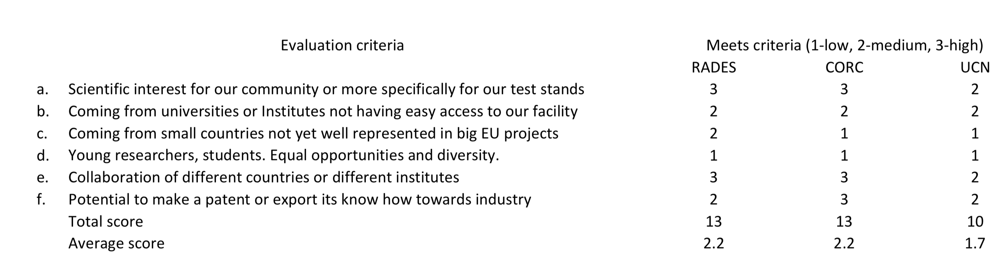 Evaluation criteria Meets criteria (1-low, 2-medium, 3-high)
RADES CORC UCN
a. Scientific interest for our community or more specifically for our test stands 3 3 2
b. Coming from universities or Institutes not having easy access to our facility 2 2 2
c. Coming from small countries not yet well represented in big EU projects 2 1 1
d. Young researchers, students. Equal opportunities and diversity. 1 1 1
e. Collaboration of different countries or different institutes 3 3 2
f. Potential to make a patent or export its know how towards industry 2 3 2
Total score 13 13 10
Average score 2.2 2.2 1.7